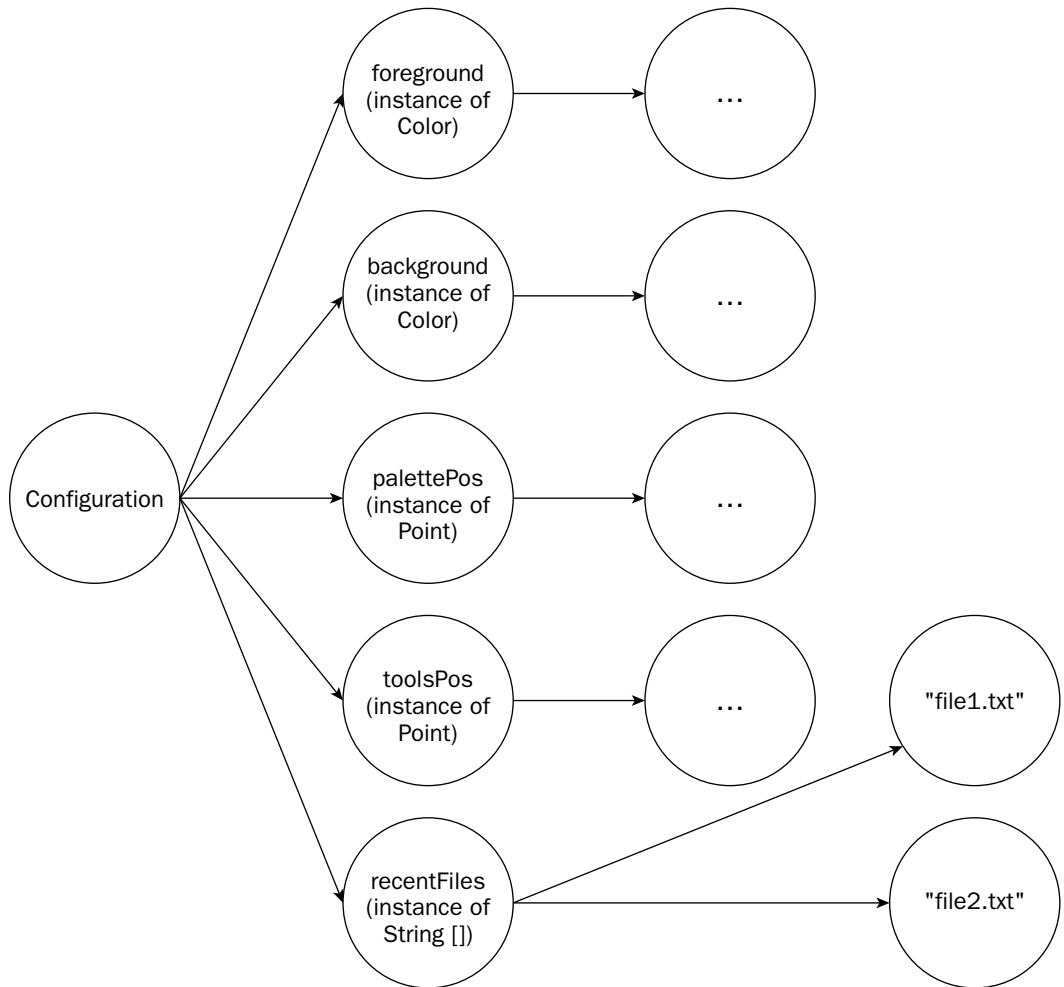 foreground
(instance of
Color)
...
background
(instance of
Color)
...
Configuration
palettePos
(instance of
Point)
...
toolsPos
(instance of
Point)
...
"file1.txt"
recentFiles
(instance of
String [])
"file2.txt"